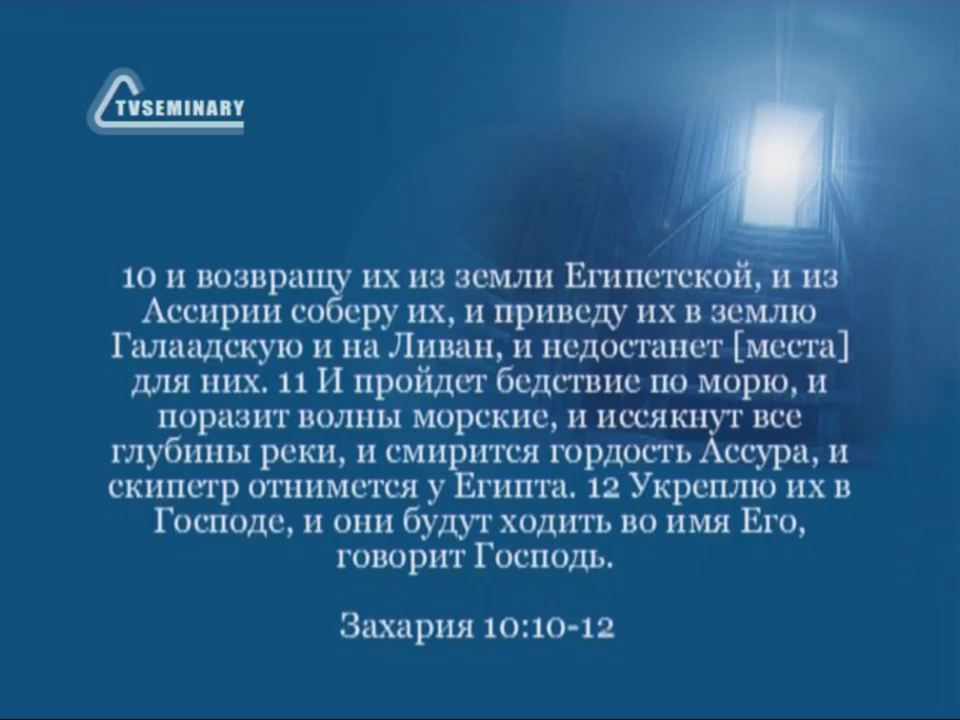 TVSEMINARY
10 и возвращу их из земли Египетской, и из
Ассирии соберу их, и приведу их в землю
Галаадскую и на Ливан, и недостанет [места]
для них. 11 И пройдет бедствие по морю, и
поразит волны морские, и иссякнут все
глубины реки, и смирится гордость Ассура, и
скипетр отнимется у Египта. 12 Укреплю их в
Господе, и они будут ходить во имя Его,
говорит Господь.
Захария 10:10-12